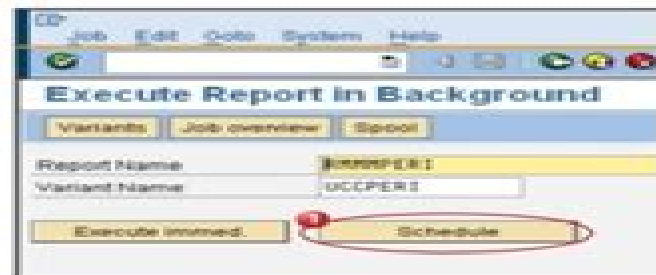 Job Edit Goto System Help
Execute Report in Background
Variants Job overview Spool
Report Name
Variant Name UCCPERI
Execute immed. Schedule